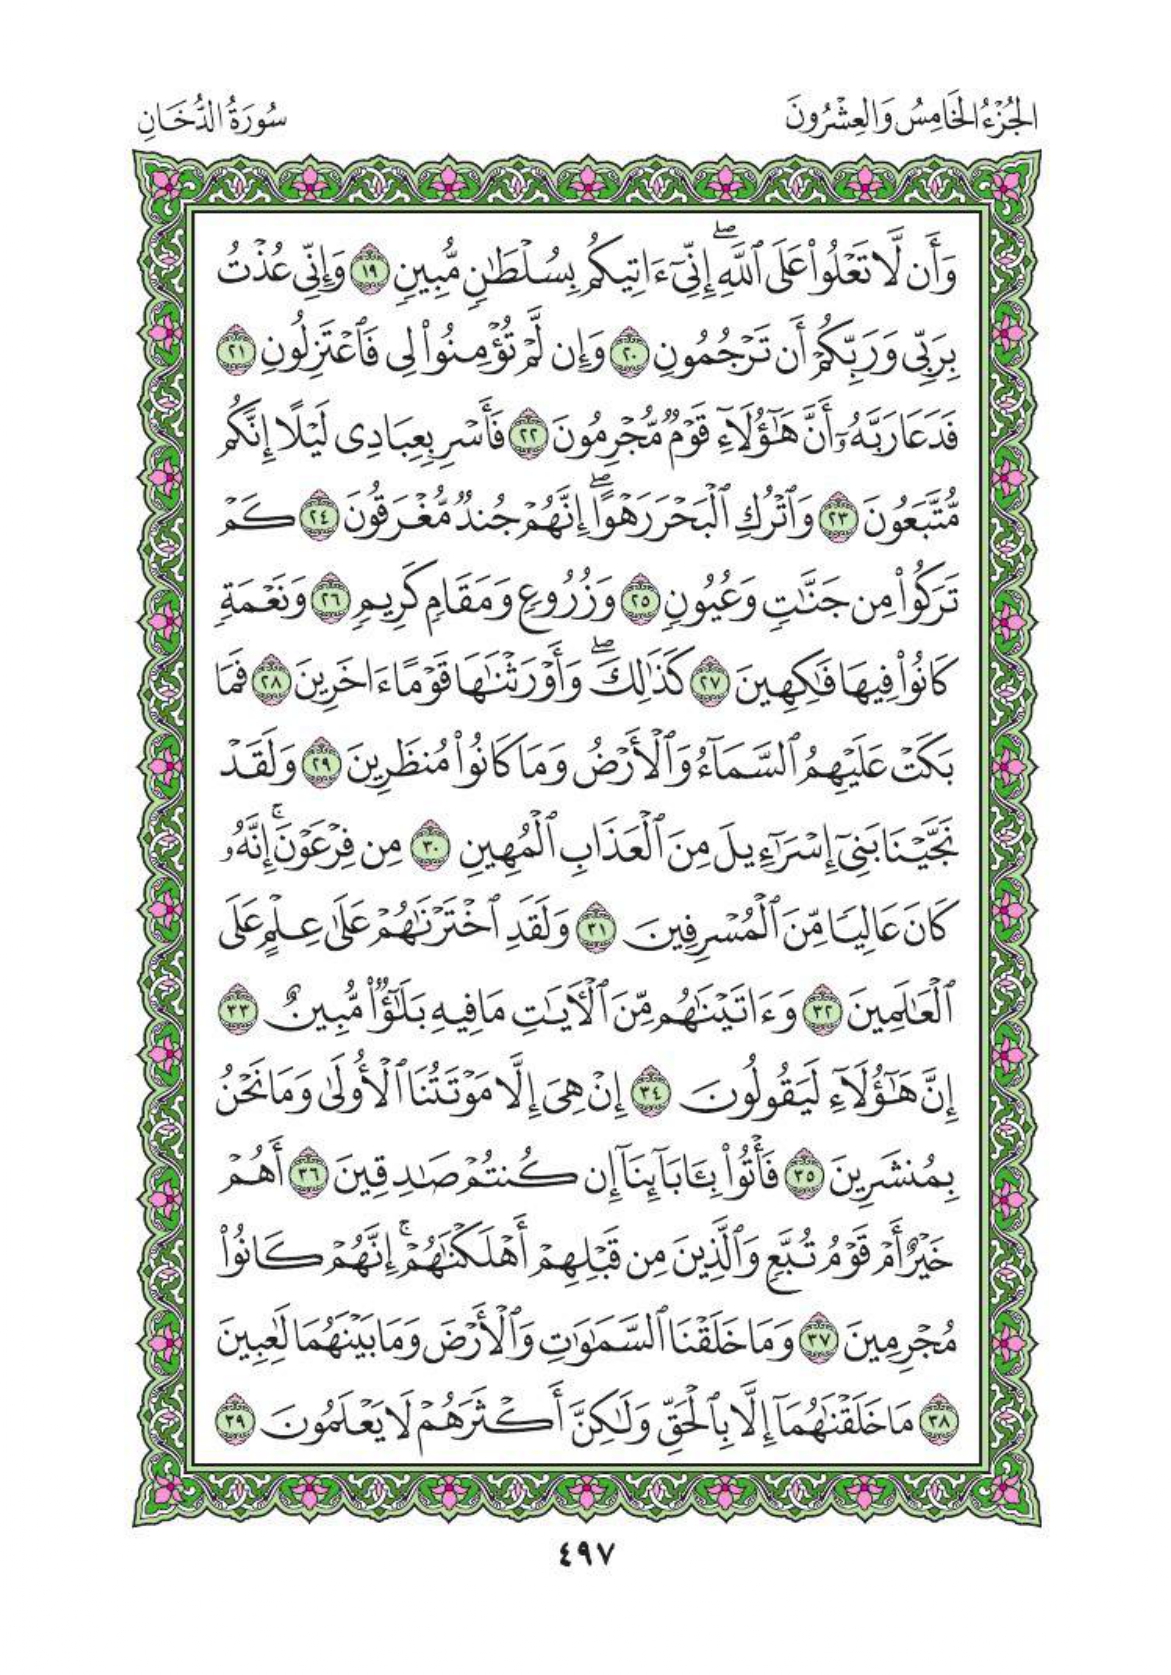 الجُزْءُ الخَامِسُ وَالعِشْرُونَ
سُورَةُ الدُّخَانِ
وَأَن لَّا تَعْلُوا۟ عَلَى ٱللَّهِۖ إِنِّىٓ ءَاتِيكُم بِسُلْطَٰنٍ مُّبِينٍ ١٩ وَإِنِّى عُذْتُ
بِرَبِّى وَرَبِّكُمْ أَن تَرْجُمُونِ ٢٠ وَإِن لَّمْ تُؤْمِنُوا۟ لِى فَٱعْتَزِلُونِ ٢١
فَدَعَا رَبَّهُۥٓ أَنَّ هَٰٓؤُلَآءِ قَوْمٌ مُّجْرِمُونَ ٢٢ فَأَسْرِ بِعِبَادِى لَيْلًا إِنَّكُم
مُّتَّبَعُونَ ٢٣ وَٱتْرُكِ ٱلْبَحْرَ رَهْوًاۖ إِنَّهُمْ جُندٌ مُّغْرَقُونَ ٢٤ كَمْ
تَرَكُوا۟ مِن جَنَّٰتٍ وَعُيُونٍ ٢٥ وَزُرُوعٍ وَمَقَامٍ كَرِيمٍ ٢٦ وَنَعْمَةٍ
كَانُوا۟ فِيهَا فَٰكِهِينَ ٢٧ كَذَٰلِكَۖ وَأَوْرَثْنَٰهَا قَوْمًا ءَاخَرِينَ ٢٨ فَمَا
بَكَتْ عَلَيْهِمُ ٱلسَّمَآءُ وَٱلْأَرْضُ وَمَا كَانُوا۟ مُنظَرِينَ ٢٩ وَلَقَدْ
نَجَّيْنَا بَنِىٓ إِسْرَٰٓءِيلَ مِنَ ٱلْعَذَابِ ٱلْمُهِينِ ٣٠ مِن فِرْعَوْنَۚ إِنَّهُۥ
كَانَ عَالِيًا مِّنَ ٱلْمُسْرِفِينَ ٣١ وَلَقَدِ ٱخْتَرْنَٰهُمْ عَلَىٰ عِلْمٍ عَلَى
ٱلْعَٰلَمِينَ ٣٢ وَءَاتَيْنَٰهُم مِّنَ ٱلْءَايَٰتِ مَا فِيهِ بَلَٰٓؤٌا۟ مُّبِينٌ ٣٣
إِنَّ هَٰٓؤُلَآءِ لَيَقُولُونَ ٣٤ إِنْ هِىَ إِلَّا مَوْتَتُنَا ٱلْأُولَىٰ وَمَا نَحْنُ
بِمُنشَرِينَ ٣٥ فَأْتُوا۟ بِـَٔابَآئِنَآ إِن كُنتُمْ صَٰدِقِينَ ٣٦ أَهُمْ
خَيْرٌ أَمْ قَوْمُ تُبَّعٍ وَٱلَّذِينَ مِن قَبْلِهِمْ أَهْلَكْنَٰهُمْۚ إِنَّهُمْ كَانُوا۟
مُجْرِمِينَ ٣٧ وَمَا خَلَقْنَا ٱلسَّمَٰوَٰتِ وَٱلْأَرْضَ وَمَا بَيْنَهُمَا لَٰعِبِينَ
٣٨ مَا خَلَقْنَٰهُمَآ إِلَّا بِٱلْحَقِّ وَلَٰكِنَّ أَكْثَرَهُمْ لَا يَعْلَمُونَ ٣٩
٤٩٧